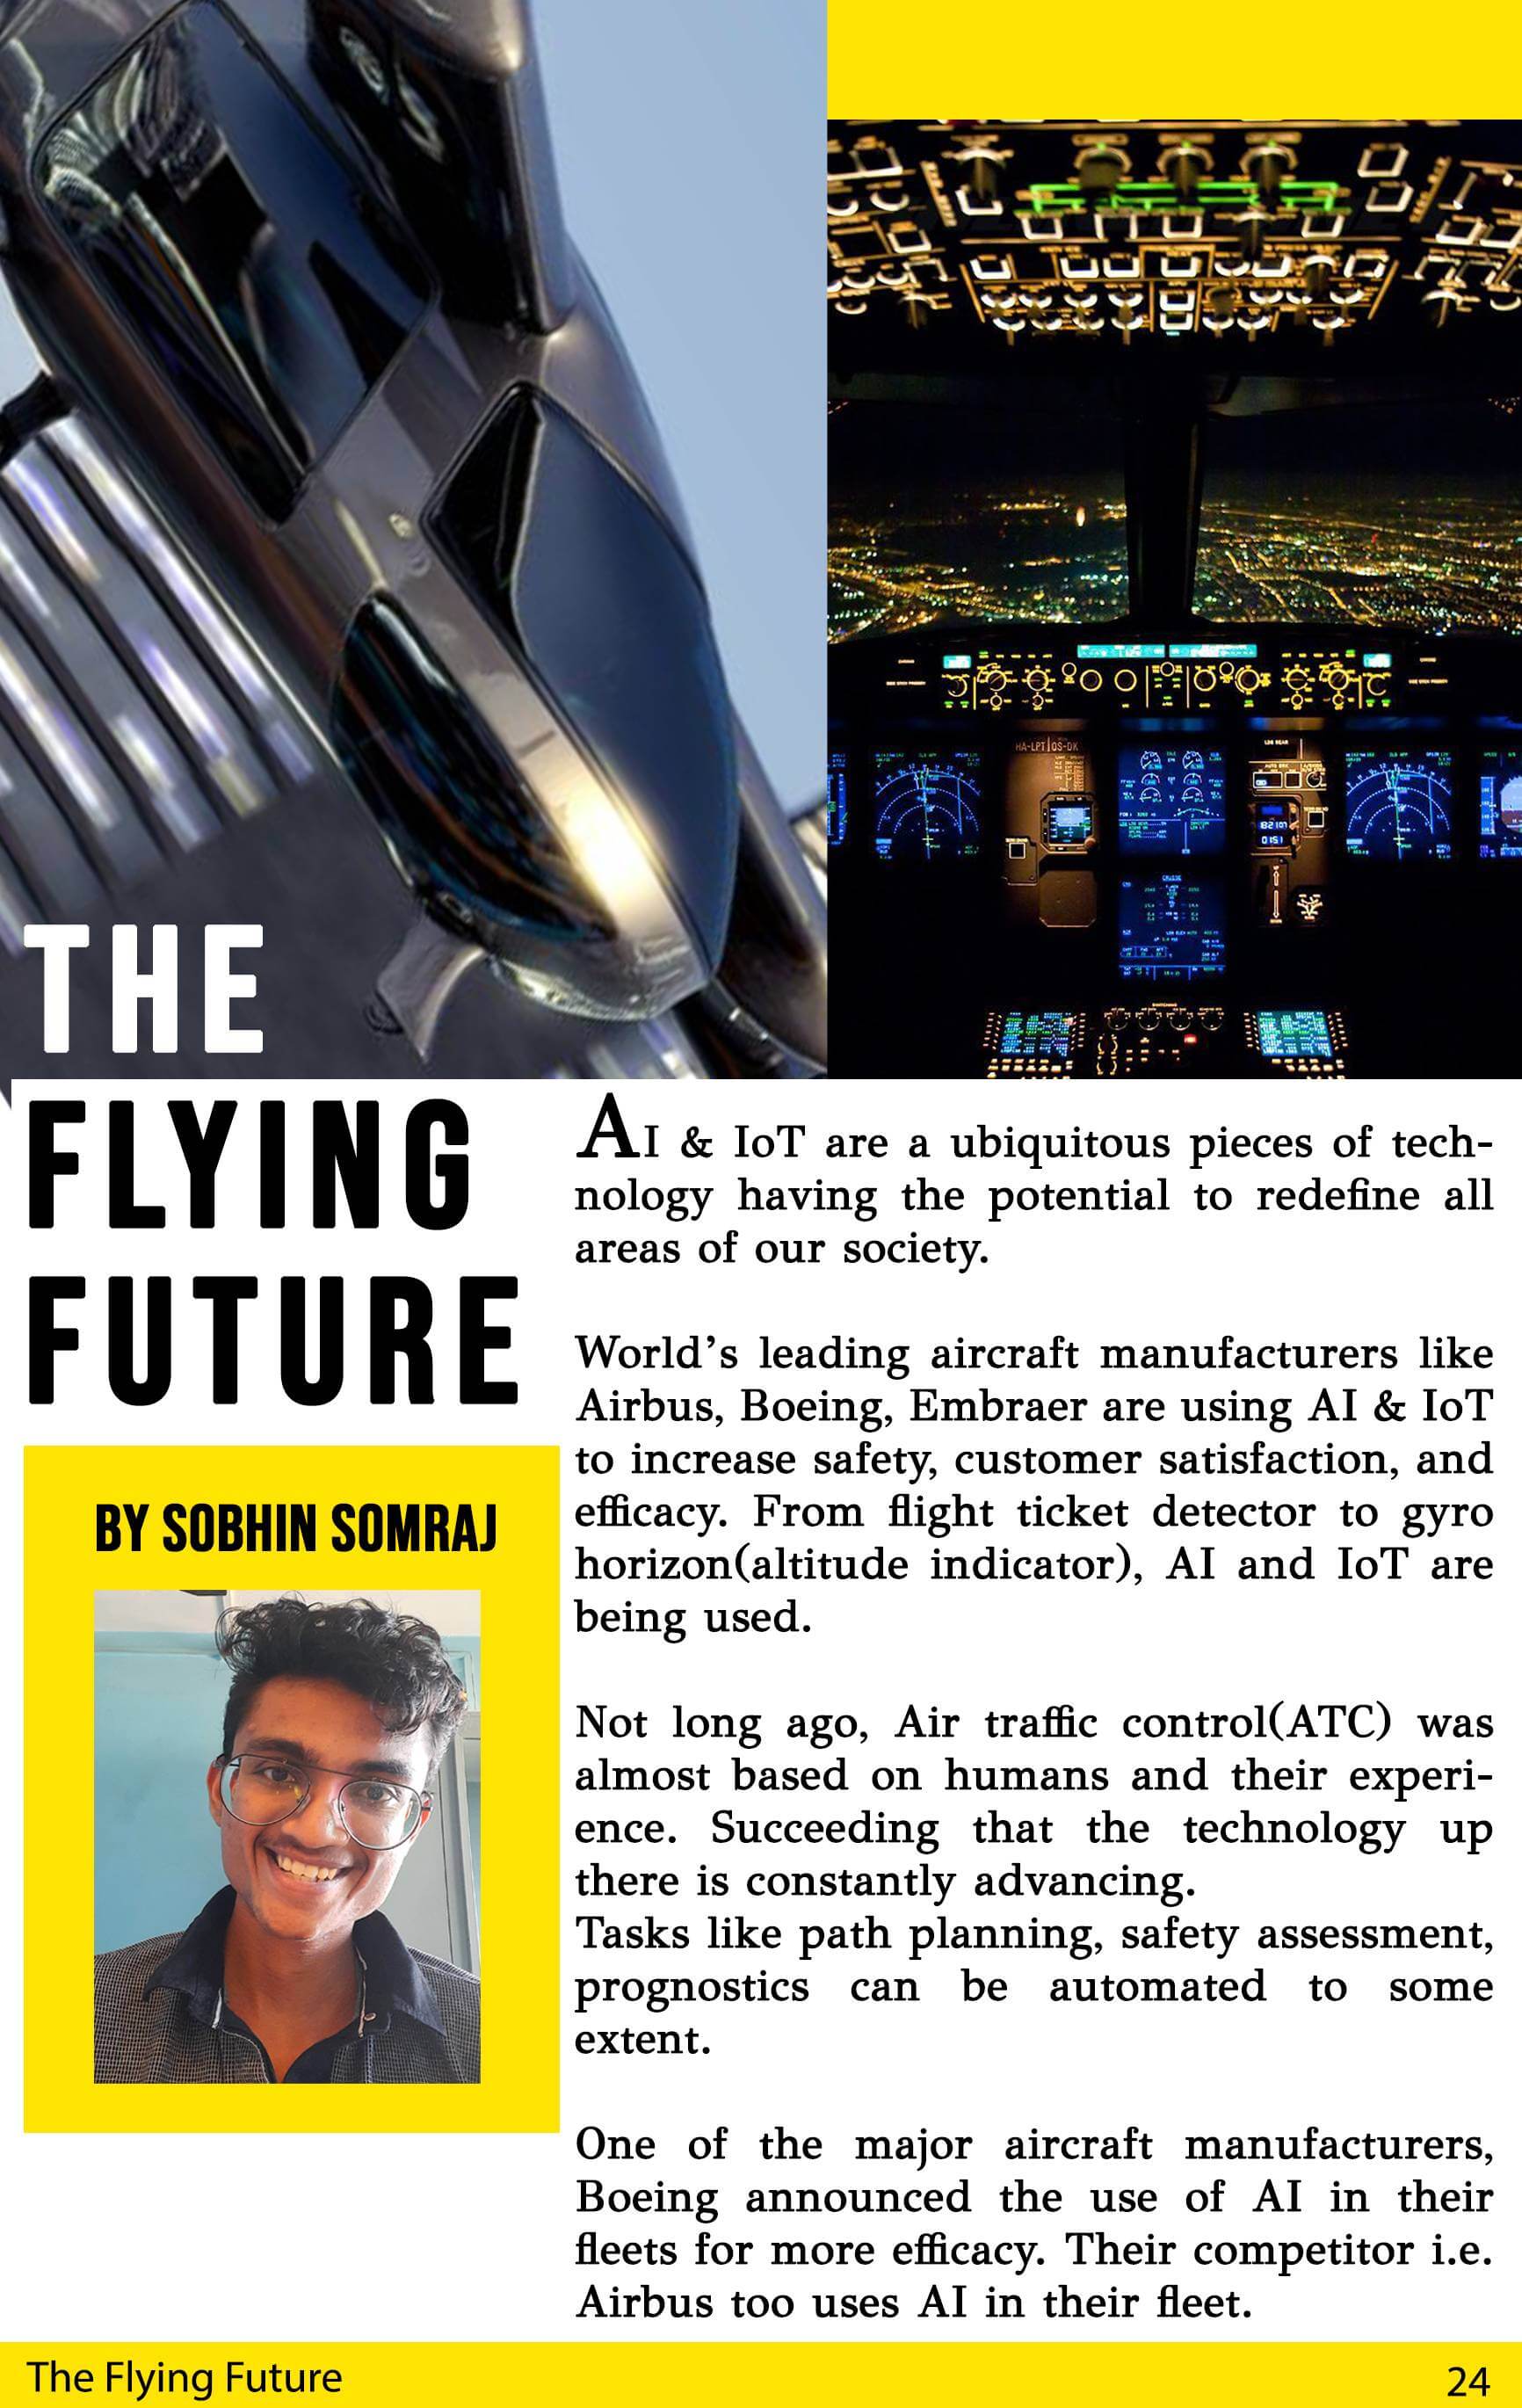 HA-LPT QS-DK
THE
FLYING
FUTURE
BY SOBHIN SOMRAJ
AI & IoT are a ubiquitous pieces of tech-
nology having the potential to redefine all
areas of our society.
World's leading aircraft manufacturers like
Airbus, Boeing, Embraer are using AI & IoT
to increase safety, customer satisfaction, and
efficacy. From flight ticket detector to gyro
horizon(altitude indicator), AI and IoT are
being used.
Not long ago, Air traffic control(ATC) was
almost based on humans and their experi-
ence. Succeeding that the technology up
there is constantly advancing.
Tasks like path planning, safety assessment,
prognostics can be automated to some
extent.
One of the major aircraft manufacturers,
Boeing announced the use of AI in their
fleets for more efficacy. Their competitor i.e.
Airbus too uses AI in their fleet.
The Flying Future
24